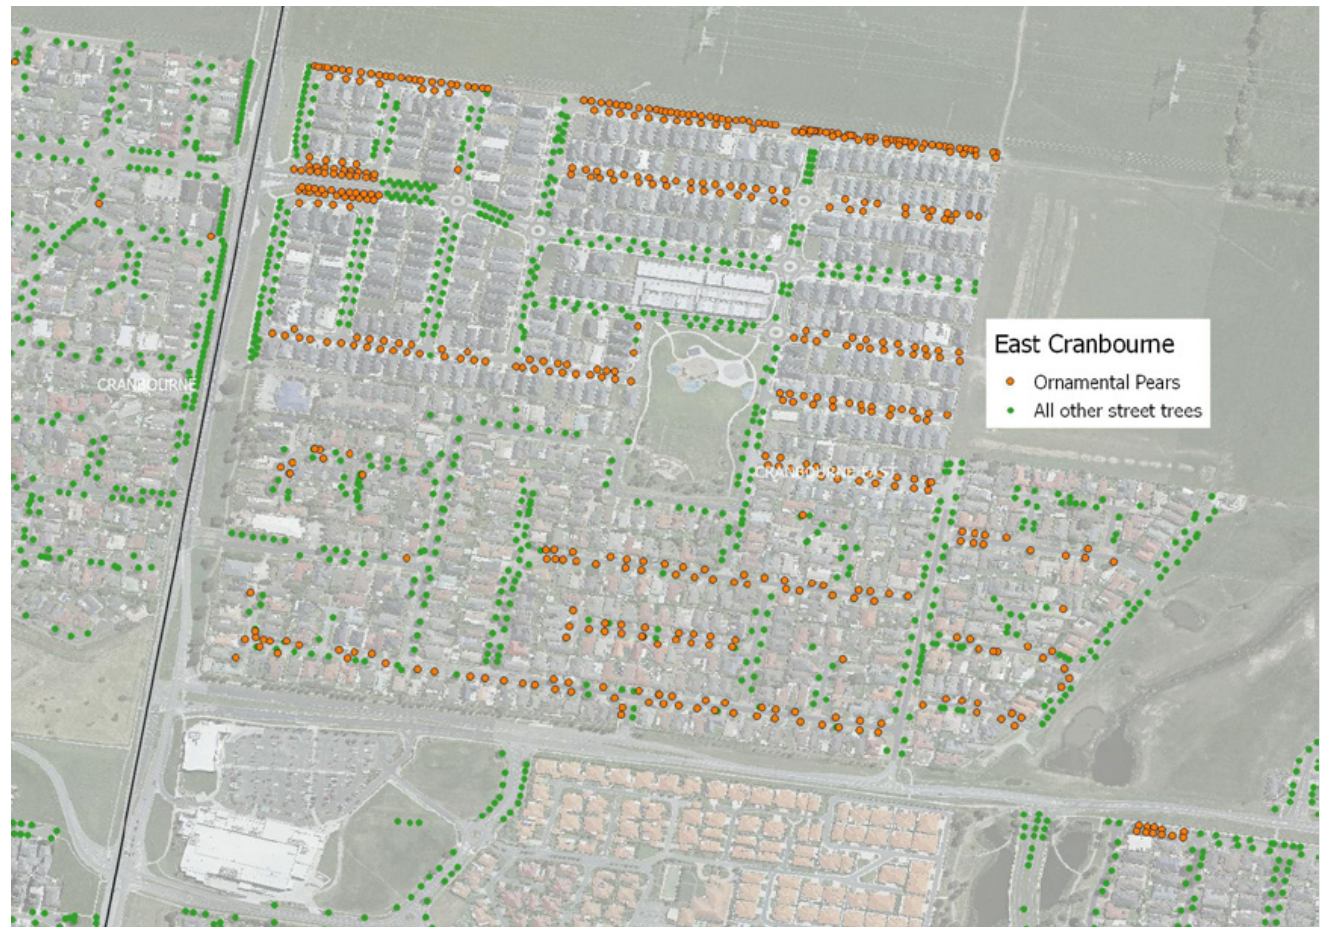 East Cranbourne
Ornamental Pears
All other street trees
CRANBOURNE
CRANBOURNE EAST